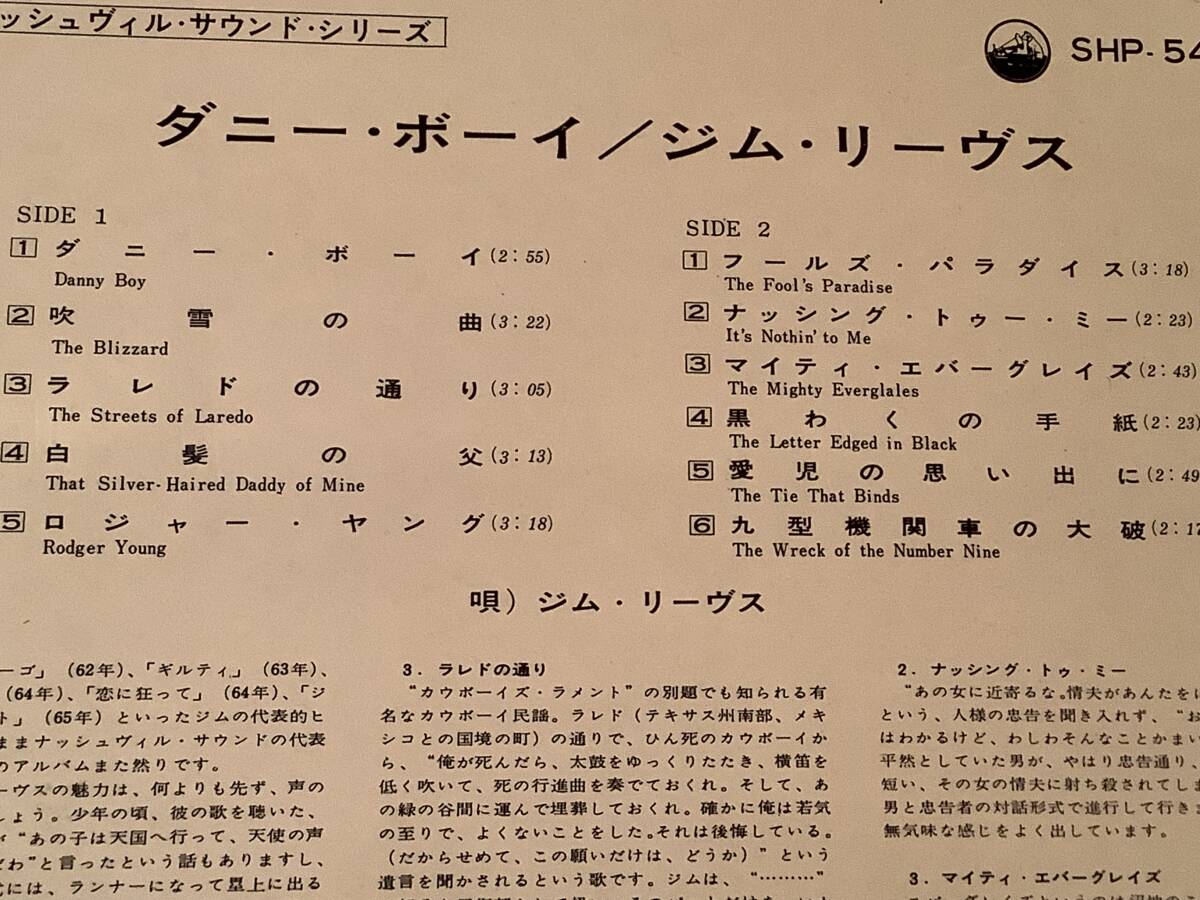 ッシュヴィル・サウンド・シリーズ
SHP-54
ダニー・ボーイ／ジム・リーヴス
SIDE 1
1 ダニー・ボーイ (2:55)
Danny Boy
2 吹雪の曲 (3:22)
The Blizzard
3 ラレドの通り (3:05)
The Streets of Laredo
4 白髪の父 (3:13)
That Silver-Haired Daddy of Mine
5 ロジャー・ヤング (3:18)
Rodger Young
SIDE 2
1 フールズ・パラダイス (3:18)
The Fool's Paradise
2 ナッシング・トゥー・ミー (2:23)
It's Nothin' to Me
3 マイティ・エバーグレイズ (2:43)
The Mighty Everglales
4 黒わくの手紙 (2:23)
The Letter Edged in Black
5 愛児の思い出に (2:49
The Tie That Binds
6 九型機関車の大破 (2:17
The Wreck of the Number Nine
唄) ジム・リーヴス
ーゴ」(62年)、「ギルティ」(63年)、
(64年)、「恋に狂って」(64年)、「ジ
ト」(65年) といったジムの代表的ヒ
ままナッシュヴィル・サウンドの代表
のアルバムまた然りです。
ーヴスの魅力は、何よりも先ず、声の
しょう。少年の頃、彼の歌を聴いた、
が“あの子は天国へ行って、天使の声
だわ”と言ったという話もありますし、
式には、ランナーになって塁上に出る
3. ラレドの通り
“カウボーイズ・ラメント”の別題でも知られる有
名なカウボーイ民謡。ラレド（テキサス州南部、メキ
シコとの国境の町）の通りで、ひん死のカウボーイか
ら、“俺が死んだら、太鼓をゆっくりたたき、横笛を
低く吹いて、死の行進曲を奏でておくれ。そして、あ
の緑の谷間に運んで埋葬しておくれ。確かに俺は若気
の至りで、よくないことをした。それは後悔している。
（だからせめて、この願いだけは、どうか）”という
遺言を聞かされるという歌です。ジムは、“………”
2. ナッシング・トゥ・ミー
“あの女に近寄るな。情夫があんたを
という、人様の忠告を聞き入れず、“お
はわかるけど、わしわそんなことかまい
平然としていた男が、やはり忠告通り、
短い、その女の情夫に射ち殺されてしま
男と忠告者の対話形式で進行して行きま
無気味な感じをよく出しています。
3. マイティ・エバーグレイズ